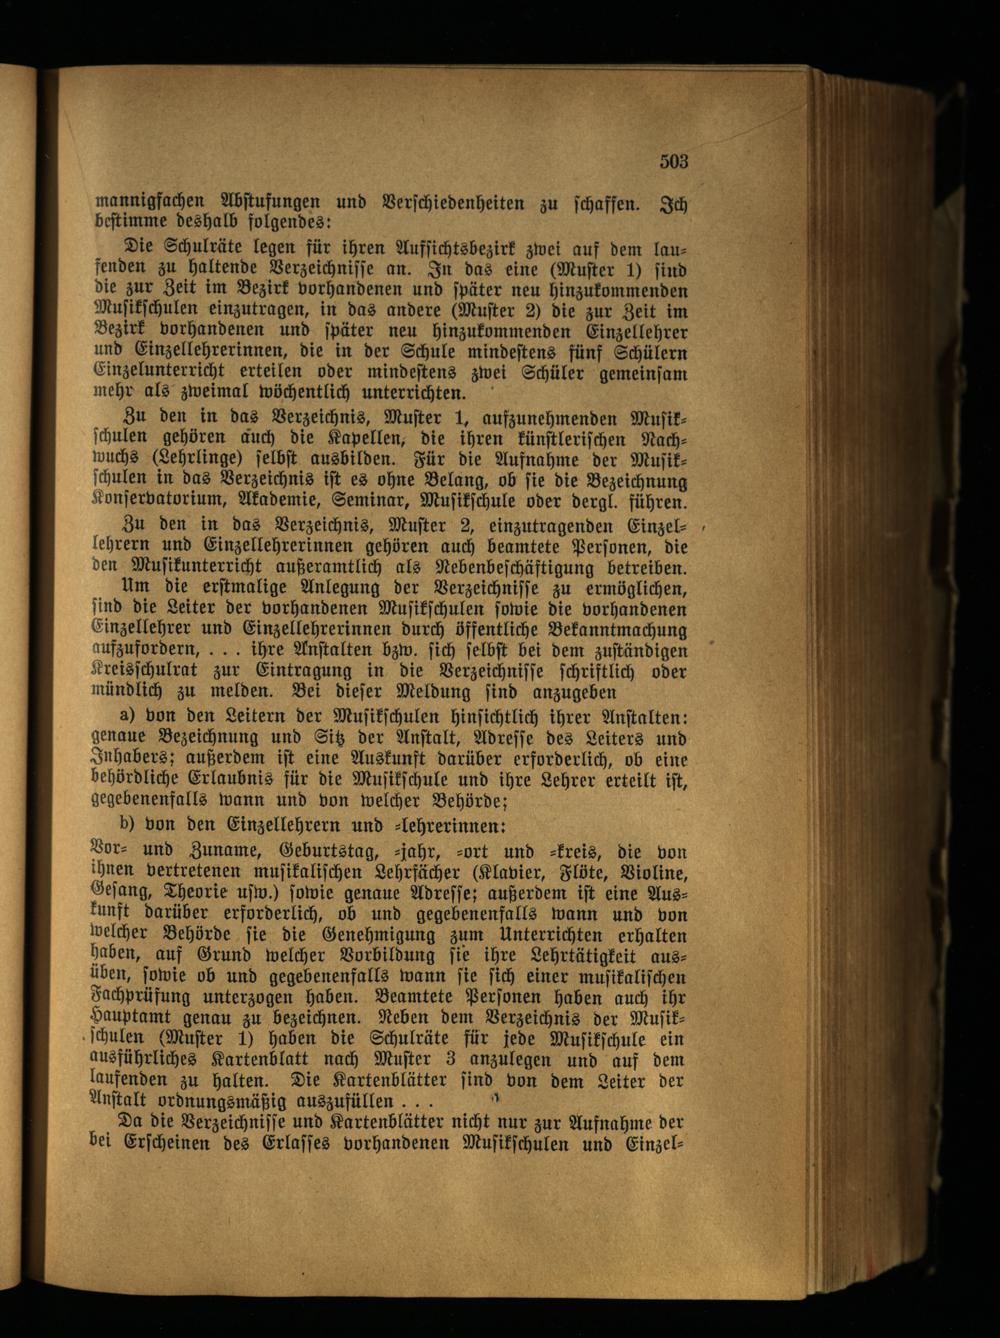 503
mannigfachen Abstufungen und Verschiedenheiten zu schaffen. Ich
bestimme deshalb folgendes:
Die Schulräte legen für ihren Aufsichtsbezirk zwei auf dem lau-
fenden zu haltende Verzeichnisse an. In das eine (Muster 1) sind
die zur Zeit im Bezirk vorhandenen und später neu hinzukommenden
Musikschulen einzutragen, in das andere (Muster 2) die zur Zeit im
Bezirk vorhandenen und später neu hinzukommenden Einzellehrer
und Einzellehrerinnen, die in der Schule mindestens fünf Schülern
Einzelunterricht erteilen oder mindestens zwei Schüler gemeinsam
mehr als zweimal wöchentlich unterrichten.
Zu den in das Verzeichnis, Muster 1, aufzunehmenden Musik-
schulen gehören auch die Kapellen, die ihren künstlerischen Nach-
wuchs (Lehrlinge) selbst ausbilden. Für die Aufnahme der Musik-
schulen in das Verzeichnis ist es ohne Belang, ob sie die Bezeichnung
Konservatorium, Akademie, Seminar, Musikschule oder dergl. führen.
Zu den in das Verzeichnis, Muster 2, einzutragenden Einzel-
lehrern und Einzellehrerinnen gehören auch beamtete Personen, die
den Musikunterricht außeramtlich als Nebenbeschäftigung betreiben.
Um die erstmalige Anlegung der Verzeichnisse zu ermöglichen,
sind die Leiter der vorhandenen Musikschulen sowie die vorhandenen
Einzellehrer und Einzellehrerinnen durch öffentliche Bekanntmachung
aufzufordern, . . . ihre Anstalten bzw. sich selbst bei dem zuständigen
Kreisschulrat zur Eintragung in die Verzeichnisse schriftlich oder
mündlich zu melden. Bei dieser Meldung sind anzugeben
a) von den Leitern der Musikschulen hinsichtlich ihrer Anstalten:
genaue Bezeichnung und Sitz der Anstalt, Adresse des Leiters und
Inhabers; außerdem ist eine Auskunft darüber erforderlich, ob eine
behördliche Erlaubnis für die Musikschule und ihre Lehrer erteilt ist,
gegebenenfalls wann und von welcher Behörde;
b) von den Einzellehrern und -lehrerinnen:
Vor- und Zuname, Geburtstag, -jahr, -ort und -kreis, die von
ihnen vertretenen musikalischen Lehrfächer (Klavier, Flöte, Violine,
Gesang, Theorie usw.) sowie genaue Adresse; außerdem ist eine Aus-
kunft darüber erforderlich, ob und gegebenenfalls wann und von
welcher Behörde sie die Genehmigung zum Unterrichten erhalten
haben, auf Grund welcher Vorbildung sie ihre Lehrtätigkeit aus-
üben, sowie ob und gegebenenfalls wann sie sich einer musikalischen
Fachprüfung unterzogen haben. Beamtete Personen haben auch ihr
Hauptamt genau zu bezeichnen. Neben dem Verzeichnis der Musik-
schulen (Muster 1) haben die Schulräte für jede Musikschule ein
ausführliches Kartenblatt nach Muster 3 anzulegen und auf dem
laufenden zu halten. Die Kartenblätter sind von dem Leiter der
Anstalt ordnungsmäßig auszufüllen . . .
Da die Verzeichnisse und Kartenblätter nicht nur zur Aufnahme der
bei Erscheinen des Erlasses vorhandenen Musikschulen und Einzel-